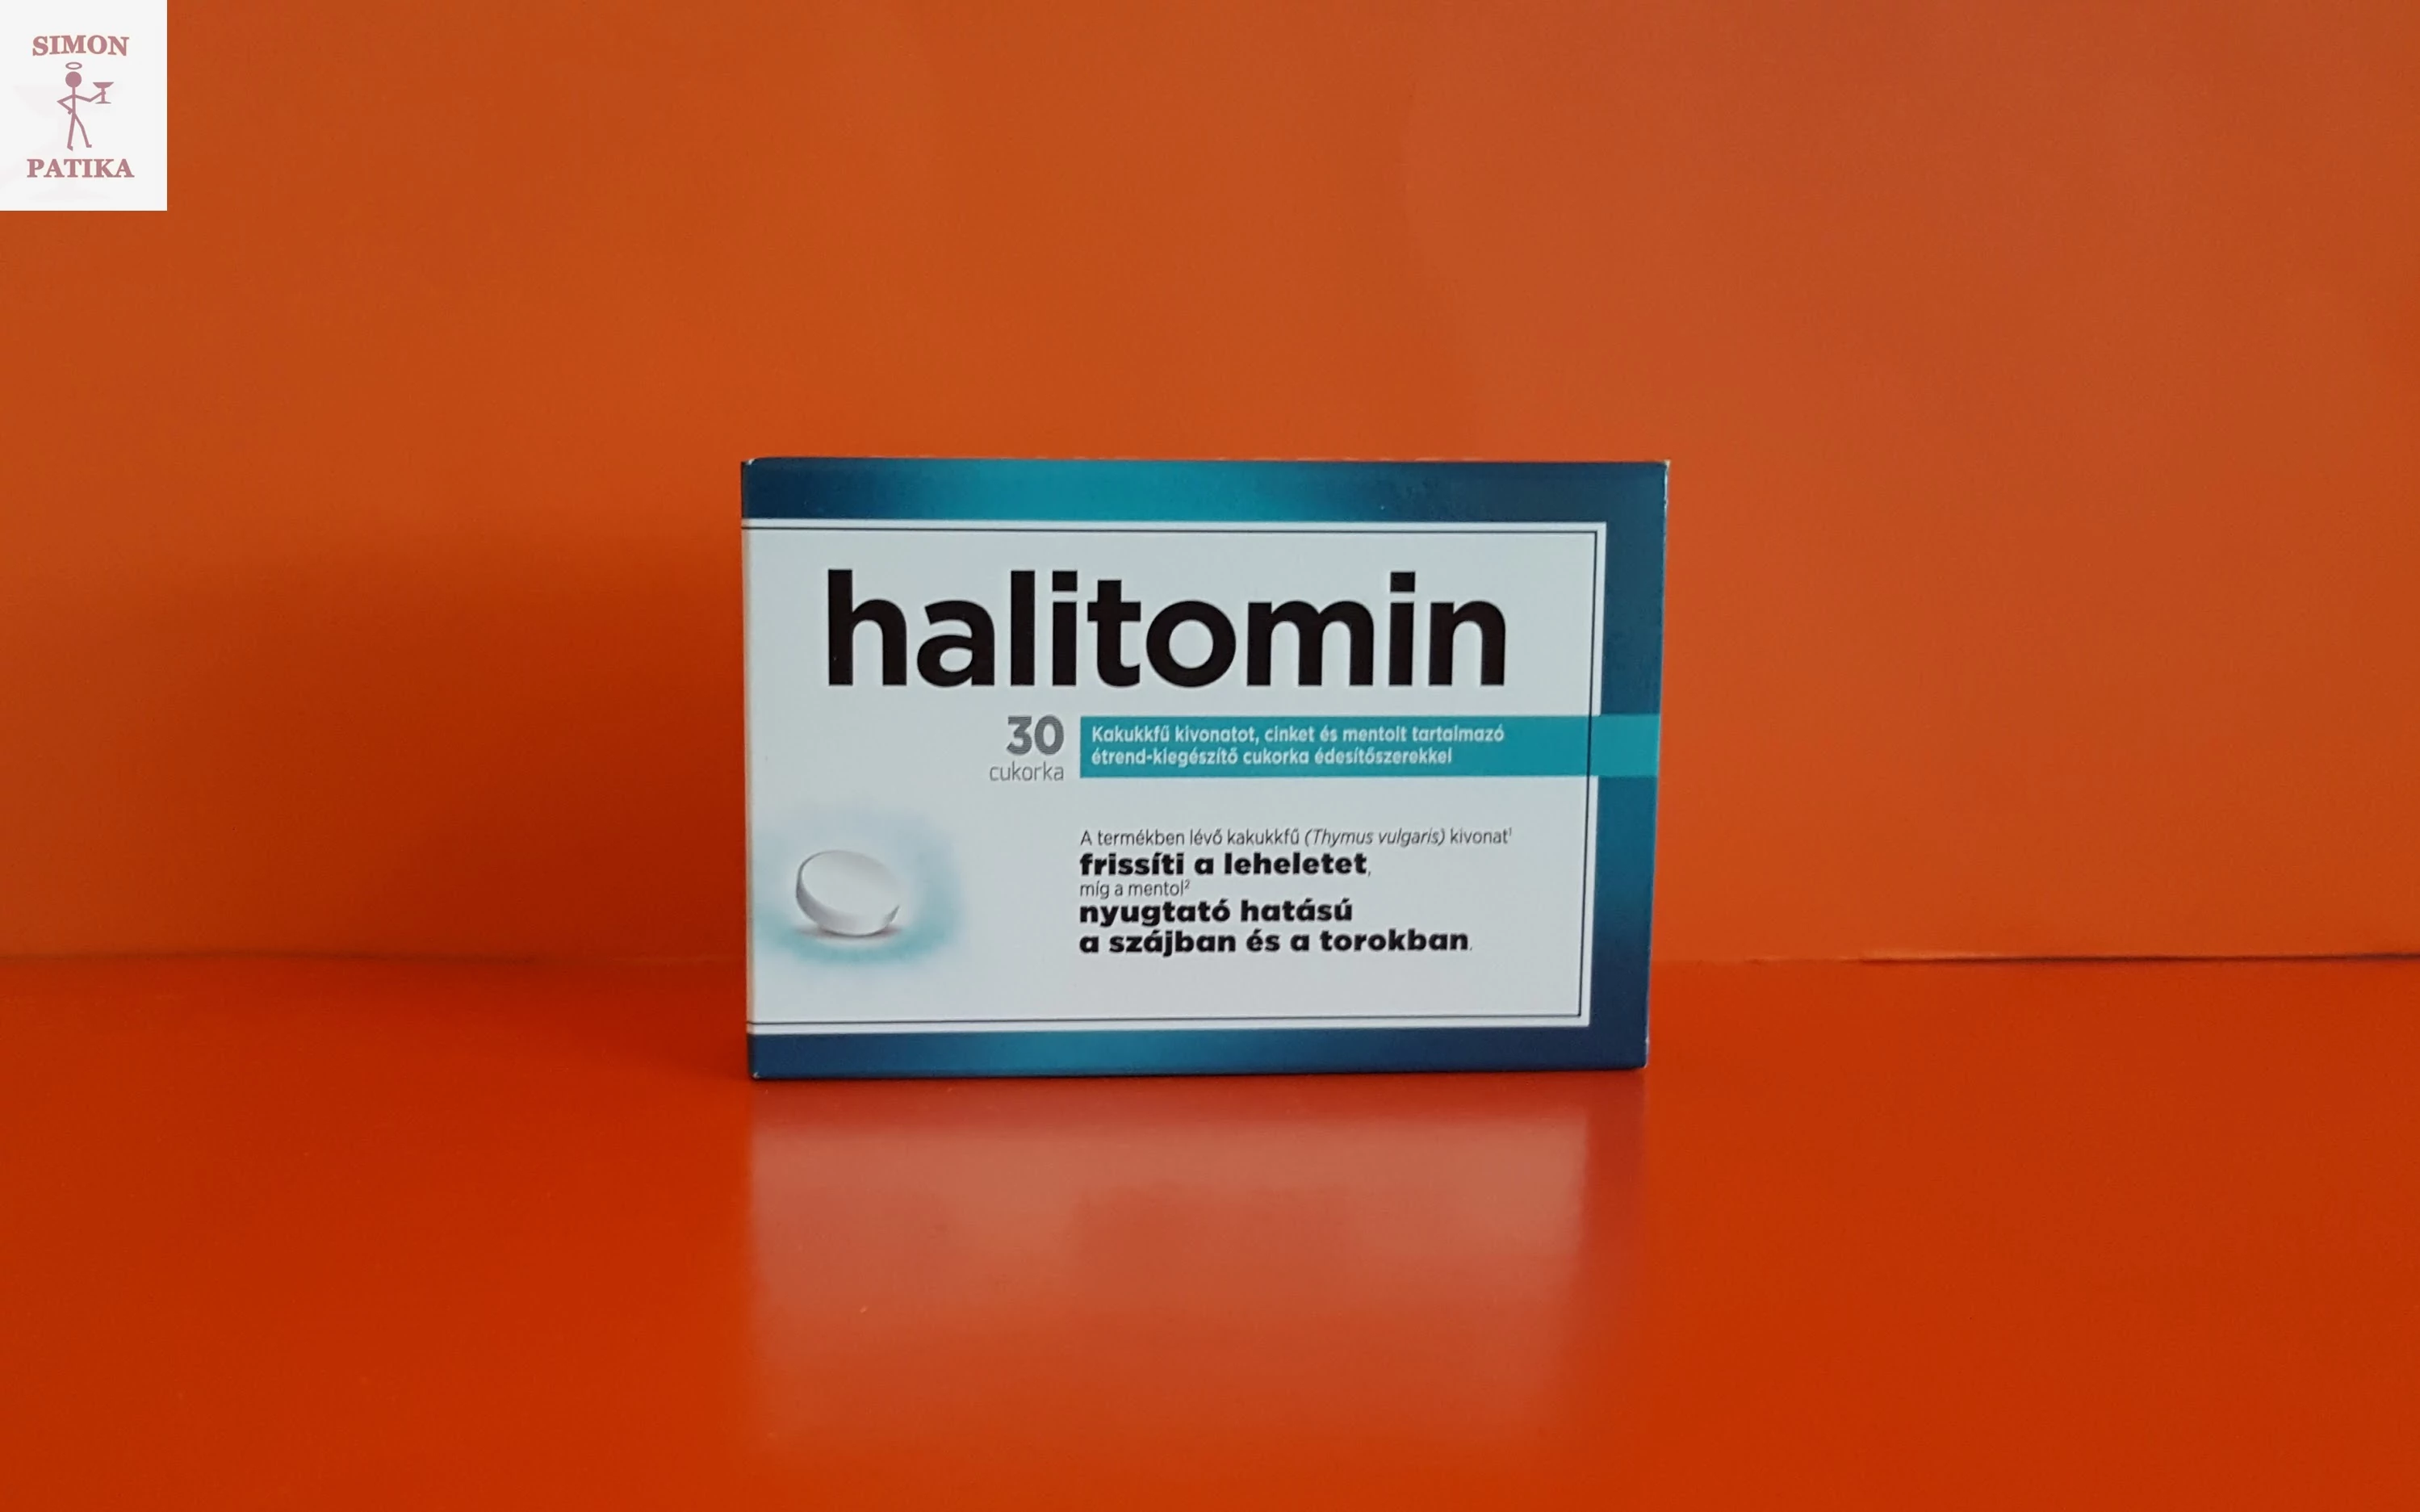 SIMON
PATIKA
halitomin
30
cukorka
Kakukkfű kivonatot, cinket és mentolt tartalmazó
étrend-kiegészítő cukorka édesítőszerekkel
A termékben lévő kakukkfű (Thymus vulgaris) kivonat¹
frissíti a leheletet,
míg a mentol²
nyugtató hatású
a szájban és a torokban.